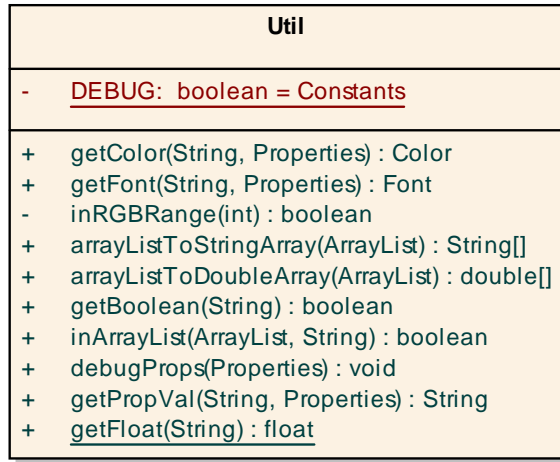 Util
- DEBUG: boolean = Constants
+ getColor(String, Properties) : Color
+ getFont(String, Properties) : Font
- inRGBRange(int) : boolean
+ arrayListToStringArray(ArrayList) : String[]
+ arrayListToDoubleArray(ArrayList) : double[]
+ getBoolean(String) : boolean
+ inArrayList(ArrayList, String) : boolean
+ debugProps(Properties) : void
+ getPropVal(String, Properties) : String
+ getFloat(String) : float